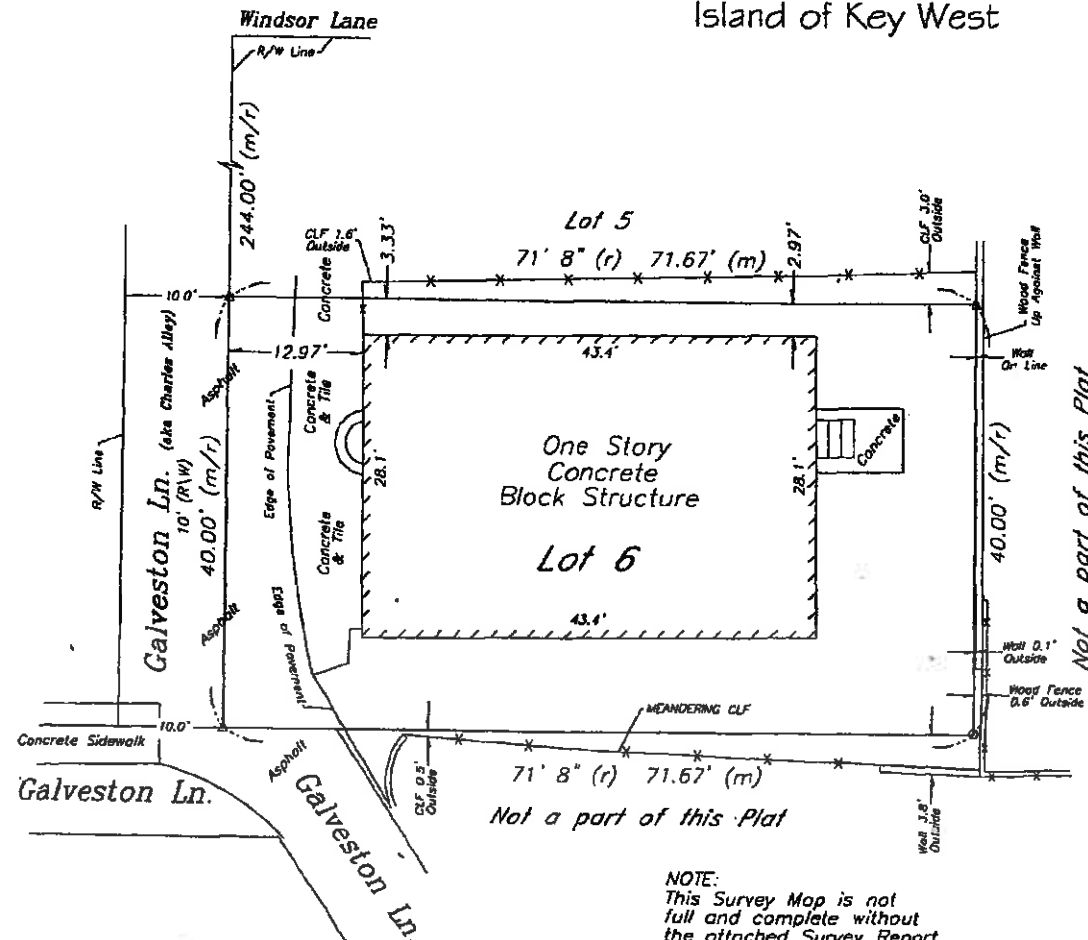 Island of Key West
Windsor Lane
R/W Line
244.00' (m/r)
Lot 5
71' 8" (r) 71.67' (m)
CLF 1.6'
Outside
3.33'
2.97'
CLF 3.0'
Outside
Wood Fence
Up Against Wall
Wall
On Line
10.0'
12.97'
Concrete
43.4'
Asphalt
Galveston Ln. (aka Charles Alley)
10' (R\W)
40.00' (m/r)
R/W Line
Edge of Pavement
Concrete
& Tile
28.1'
One Story
Concrete
Block Structure
Lot 6
28.1'
Concrete
40.00' (m/r)
Not a part of this Plat
Concrete
& Tile
43.4'
Asphalt
Edge of Pavement
Wall 0.1'
Outside
Wood Fence
0.6' Outside
MEANDERING CLF
10.0'
Concrete Sidewalk
Galveston Ln.
Asphalt
Galveston Ln.
CLF 0.5'
Outside
71' 8" (r) 71.67' (m)
Not a part of this Plat
Wall 3.8'
Outside
NOTE:
This Survey Map is not
full and complete without
the attached Survey Report